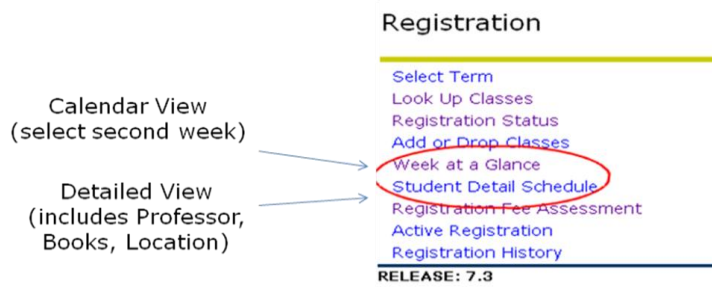 Registration
Select Term
Look Up Classes
Registration Status
Add or Drop Classes
Week at a Glance
Student Detail Schedule
Registration Fee Assessment
Active Registration
Registration History
RELEASE: 7.3
Calendar View
(select second week)
Detailed View
(includes Professor,
Books, Location)